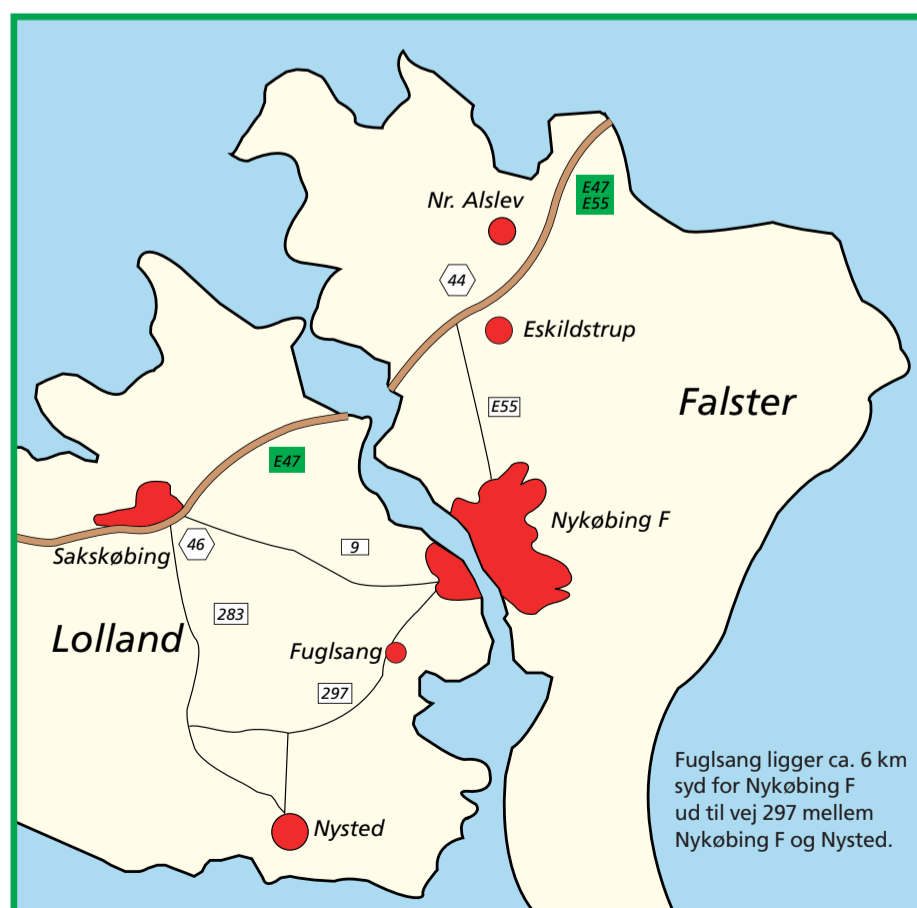 E47
E55
Nr. Alslev
44
Eskildstrup
Falster
E55
E47
Nykøbing F
46
9
Sakskøbing
283
Lolland
Fuglsang
297
Fuglsang ligger ca. 6 km
syd for Nykøbing F
ud til vej 297 mellem
Nykøbing F og Nysted.
Nysted